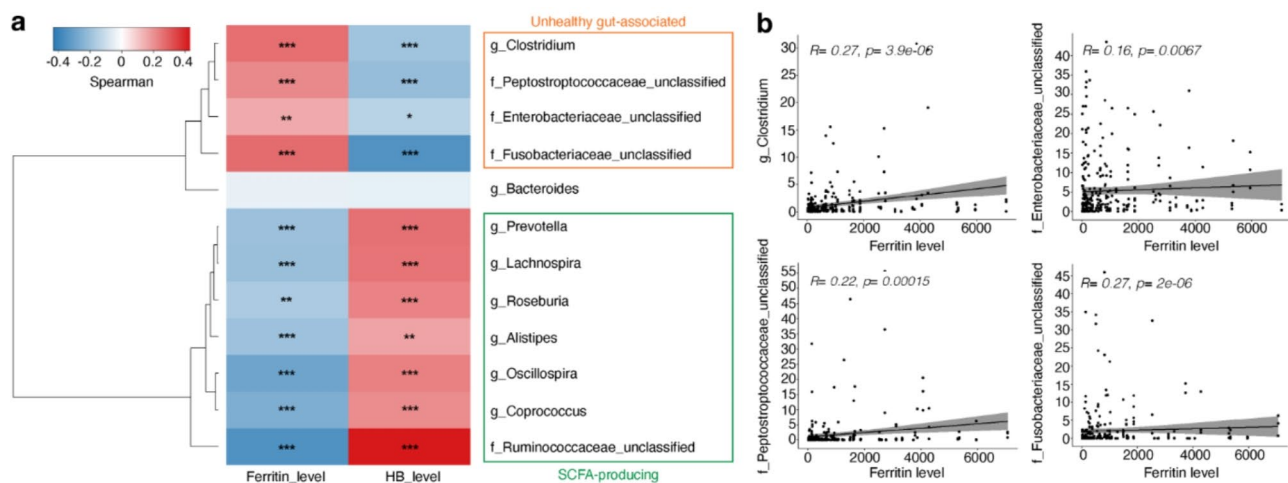 a
-0.4 -0.2 0 0.2 0.4
Spearman
Unhealthy gut-associated
*** *** g_Clostridium
*** *** f_Peptostroptococcaceae_unclassified
** * f_Enterobacteriaceae_unclassified
*** *** f_Fusobacteriaceae_unclassified
g_Bacteroides
*** *** g_Prevotella
*** *** g_Lachnospira
** *** g_Roseburia
*** ** g_Alistipes
*** *** g_Oscillospira
*** *** g_Coprococcus
*** *** f_Ruminococcaceae_unclassified
Ferritin_level HB_level
SCFA-producing
b
R= 0.27, p= 3.9e-06
g_Clostridium
30
25
20
15
10
5
0
0 2000 4000 6000
Ferritin level
R= 0.16, p= 0.0067
f_Enterobacteriaceae_unclassified
40
35
30
25
20
15
10
5
0
0 2000 4000 6000
Ferritin level
R= 0.22, p= 0.00015
f_Peptostroptococcaceae_unclassified
55
50
45
40
35
30
25
20
15
10
5
0
0 2000 4000 6000
Ferritin level
R= 0.27, p= 2e-06
f_Fusobacteriaceae_unclassified
45
40
35
30
25
20
15
10
5
0
0 2000 4000 6000
Ferritin level